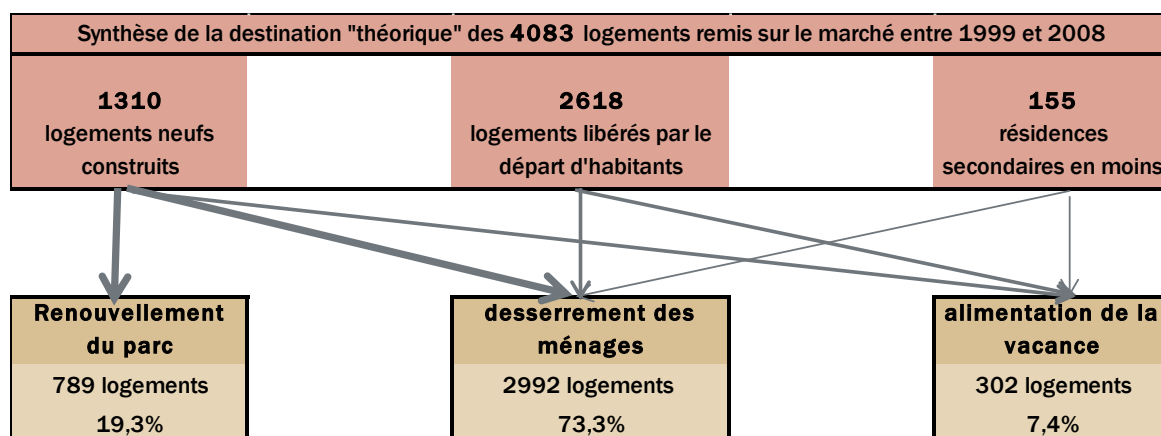 Synthèse de la destination "théorique" des 4083 logements remis sur le marché entre 1999 et 2008
1310
logements neufs
construits
2618
logements libérés par le
départ d'habitants
155
résidences
secondaires en moins
Renouvellement
du parc
789 logements
19,3%
desserrement des
ménages
2992 logements
73,3%
alimentation de la
vacance
302 logements
7,4%